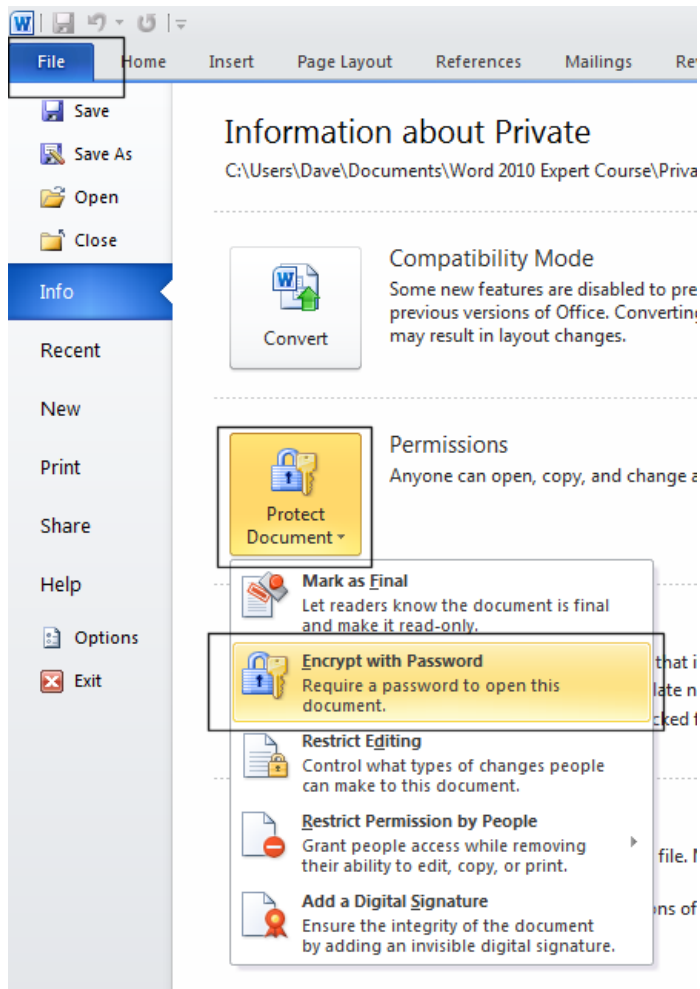 File Home Insert Page Layout References Mailings
Save
Save As
Open
Close
Info
Recent
New
Print
Share
Help
Options
Exit
Information about Private
C:\Users\Dave\Documents\Word 2010 Expert Course\Priva
Convert
Compatibility Mode
Some new features are disabled to pre
previous versions of Office. Converting
may result in layout changes.
Protect
Document
Permissions
Anyone can open, copy, and change a
Mark as Final
Let readers know the document is final
and make it read-only.
Encrypt with Password
Require a password to open this
document.
Restrict Editing
Control what types of changes people
can make to this document.
Restrict Permission by People
Grant people access while removing
their ability to edit, copy, or print.
Add a Digital Signature
Ensure the integrity of the document
by adding an invisible digital signature.
that i
late n
cked f
file.
ns of